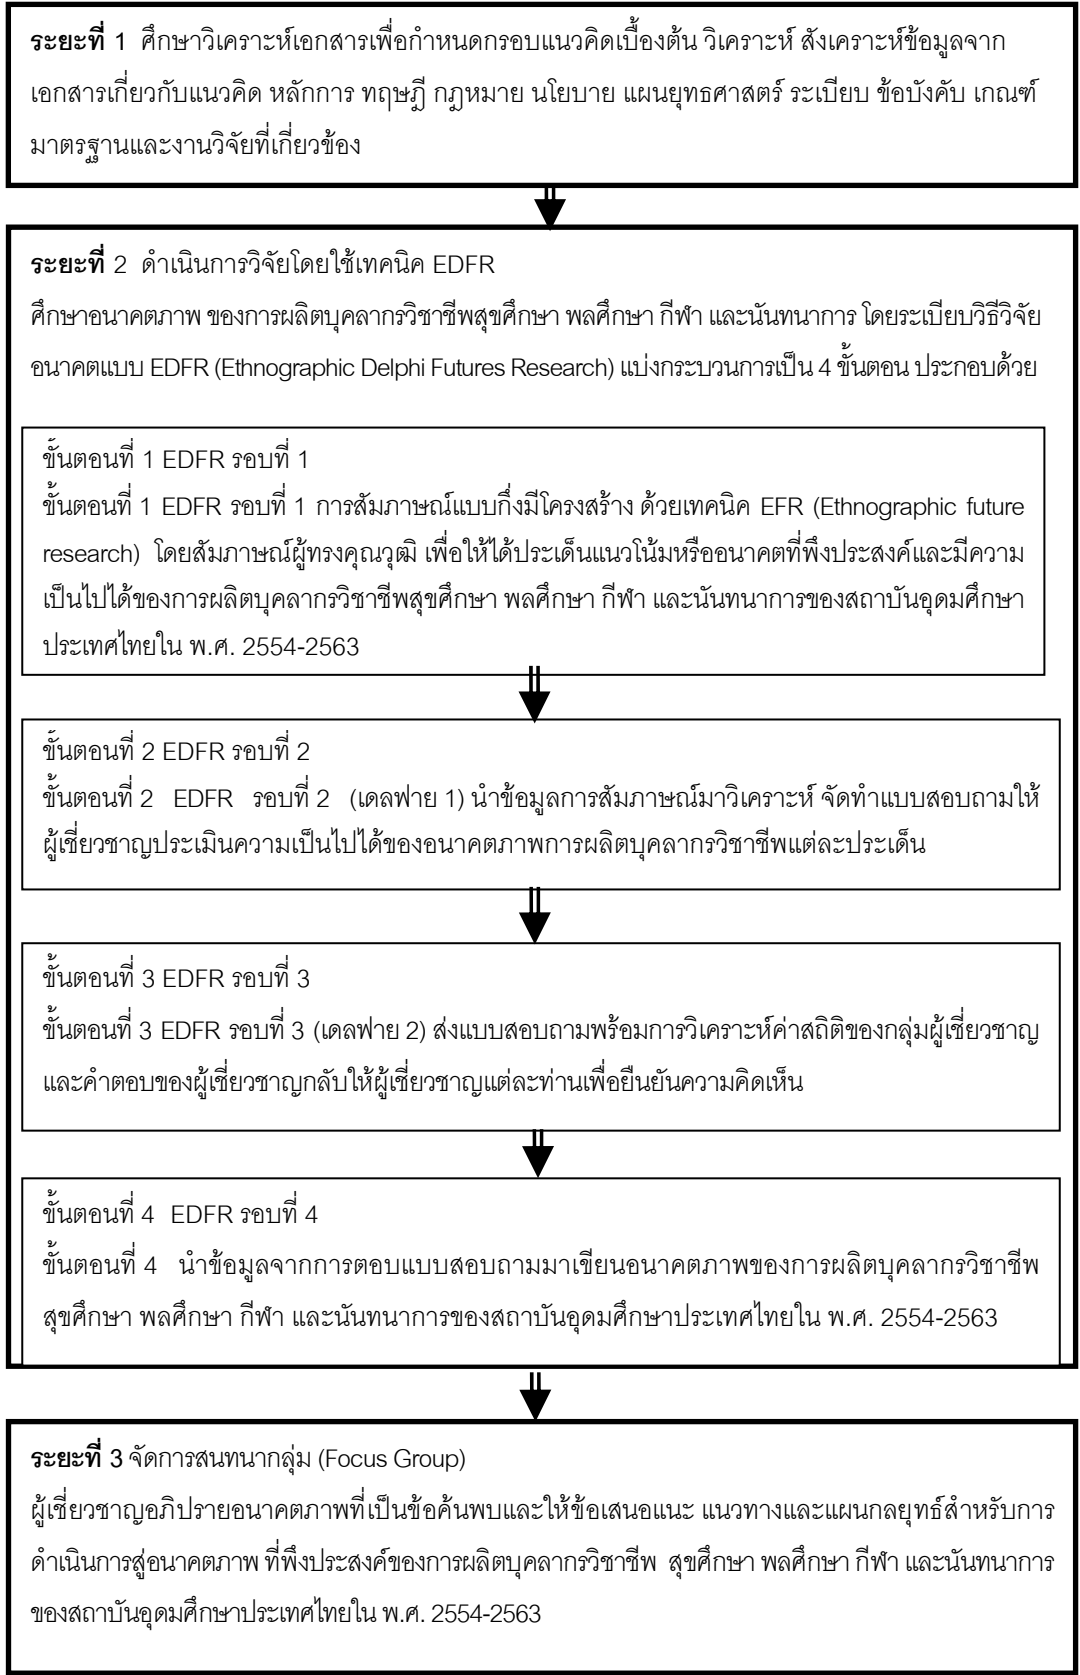 ระยะที่ 1 ศึกษาวิเคราะห์เอกสารเพื่อกำหนดกรอบแนวคิดเบื้องต้น วิเคราะห์ สังเคราะห์ข้อมูลจาก
เอกสารเกี่ยวกับแนวคิด หลักการ ทฤษฎี กฎหมาย นโยบาย แผนยุทธศาสตร์ ระเบียบ ข้อบังคับ เกณฑ์
มาตรฐานและงานวิจัยที่เกี่ยวข้อง
ระยะที่ 2 ดำเนินการวิจัยโดยใช้เทคนิค EDFR
ศึกษาอนาคตภาพ ของการผลิตบุคลากรวิชาชีพสุขศึกษา พลศึกษา กีฬา และนันทนาการ โดยระเบียบวิธีวิจัย
อนาคตแบบ EDFR (Ethnographic Delphi Futures Research) แบ่งกระบวนการเป็น 4 ขั้นตอน ประกอบด้วย
ขั้นตอนที่ 1 EDFR รอบที่ 1
ขั้นตอนที่ 1 EDFR รอบที่ 1 การสัมภาษณ์แบบกึ่งมีโครงสร้าง ด้วยเทคนิค EFR (Ethnographic future
research) โดยสัมภาษณ์ผู้ทรงคุณวุฒิ เพื่อให้ได้ประเด็นแนวโน้มหรืออนาคตที่พึงประสงค์และมีความ
เป็นไปได้ของการผลิตบุคลากรวิชาชีพสุขศึกษา พลศึกษา กีฬา และนันทนาการของสถาบันอุดมศึกษา
ประเทศไทยใน พ.ศ. 2554-2563
ขั้นตอนที่ 2 EDFR รอบที่ 2
ขั้นตอนที่ 2 EDFR รอบที่ 2 (เดลฟาย 1) นำข้อมูลการสัมภาษณ์มาวิเคราะห์ จัดทำแบบสอบถามให้
ผู้เชี่ยวชาญประเมินความเป็นไปได้ของอนาคตภาพการผลิตบุคลากรวิชาชีพแต่ละประเด็น
ขั้นตอนที่ 3 EDFR รอบที่ 3
ขั้นตอนที่ 3 EDFR รอบที่ 3 (เดลฟาย 2) ส่งแบบสอบถามพร้อมการวิเคราะห์ค่าสถิติของกลุ่มผู้เชี่ยวชาญ
และคำตอบของผู้เชี่ยวชาญกลับให้ผู้เชี่ยวชาญแต่ละท่านเพื่อยืนยันความคิดเห็น
ขั้นตอนที่ 4 EDFR รอบที่ 4
ขั้นตอนที่ 4 นำข้อมูลจากการตอบแบบสอบถามมาเขียนอนาคตภาพของการผลิตบุคลากรวิชาชีพ
สุขศึกษา พลศึกษา กีฬา และนันทนาการของสถาบันอุดมศึกษาประเทศไทยใน พ.ศ. 2554-2563
ระยะที่ 3 จัดการสนทนากลุ่ม (Focus Group)
ผู้เชี่ยวชาญอภิปรายอนาคตภาพที่เป็นข้อค้นพบและให้ข้อเสนอแนะ แนวทางและแผนกลยุทธ์สำหรับการ
ดำเนินการสู่อนาคตภาพ ที่พึงประสงค์ของการผลิตบุคลากรวิชาชีพ สุขศึกษา พลศึกษา กีฬา และนันทนาการ
ของสถาบันอุดมศึกษาประเทศไทยใน พ.ศ. 2554-2563